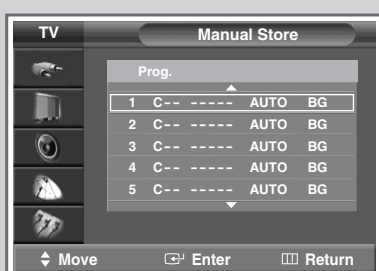 TV Manual Store
Prog.
1 C-- ----- AUTO BG
2 C-- ----- AUTO BG
3 C-- ----- AUTO BG
4 C-- ----- AUTO BG
5 C-- ----- AUTO BG
Move Enter Return